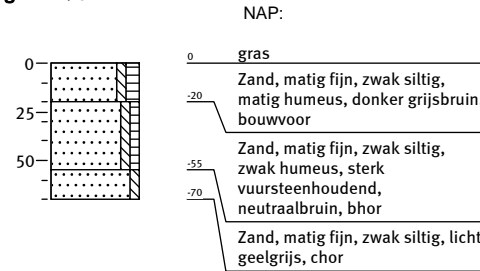 NAP:
0
25
50
0
gras
-20
Zand, matig fijn, zwak siltig,
matig humeus, donker grijsbruin,
bouwvoor
-55
Zand, matig fijn, zwak siltig,
zwak humeus, sterk
vuursteenhoudend,
neutraalbruin, bhor
-70
Zand, matig fijn, zwak siltig, licht
geelgrijs, chor